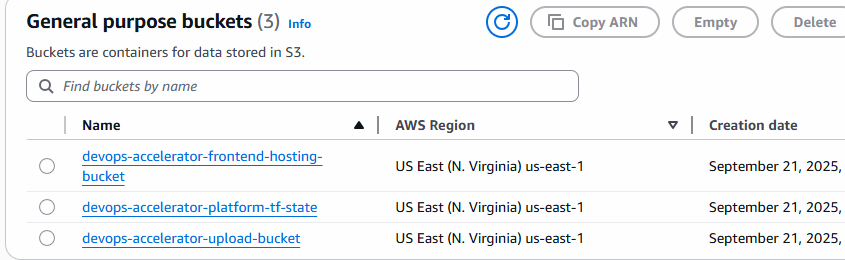 General purpose buckets (3) Info
Copy ARN
Empty
Delete
Buckets are containers for data stored in S3.
Find buckets by name
Name
AWS Region
Creation date
devops-accelerator-frontend-hosting-
bucket
US East (N. Virginia) us-east-1
September 21, 2025,
devops-accelerator-platform-tf-state
US East (N. Virginia) us-east-1
September 21, 2025,
devops-accelerator-upload-bucket
US East (N. Virginia) us-east-1
September 21, 2025,